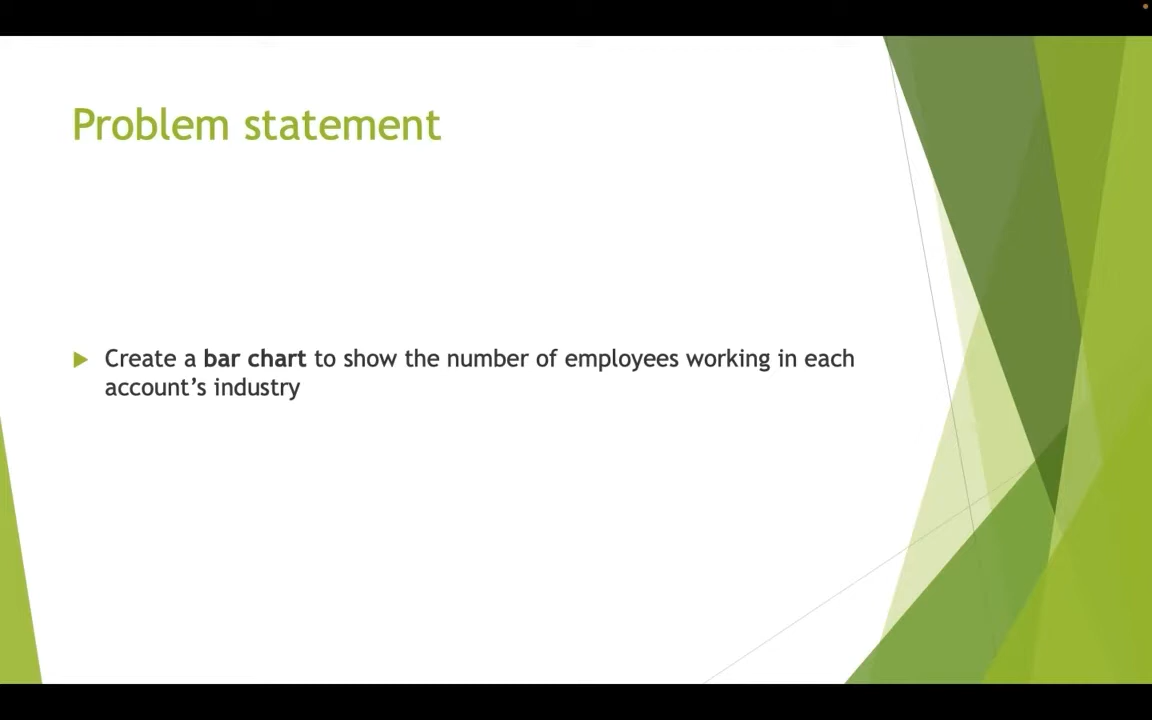 Problem statement
Create a bar chart to show the number of employees working in each
account’s industry